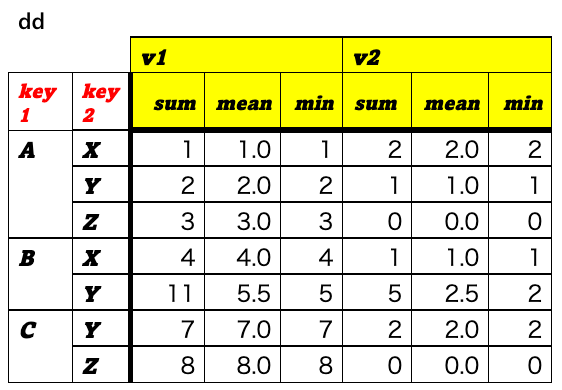 dd
v1 v2
key 1 key 2 sum mean min sum mean min
A X 1 1.0 1 2 2.0 2
Y 2 2.0 2 1 1.0 1
Z 3 3.0 3 0 0.0 0
B X 4 4.0 4 1 1.0 1
Y 11 5.5 5 5 2.5 2
C Y 7 7.0 7 2 2.0 2
Z 8 8.0 8 0 0.0 0